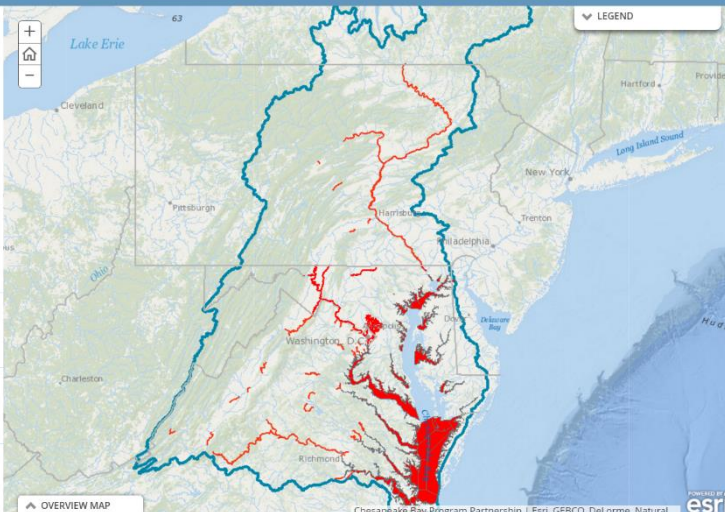 63
LEGEND
Lake Erie
Hartford
Provide
Cleveland
Long Island Sound
New York
Pittsburgh
Harrisburg
Trenton
Philadelphia
Ohio
Delaware
Bay
Hud
Washington, D.C.
Charleston
Richmond
OVERVIEW MAP
Chesapeake Bay Program Partnership | Esri, GEBCO, DeLorme, Natural
POWERED BY
esri